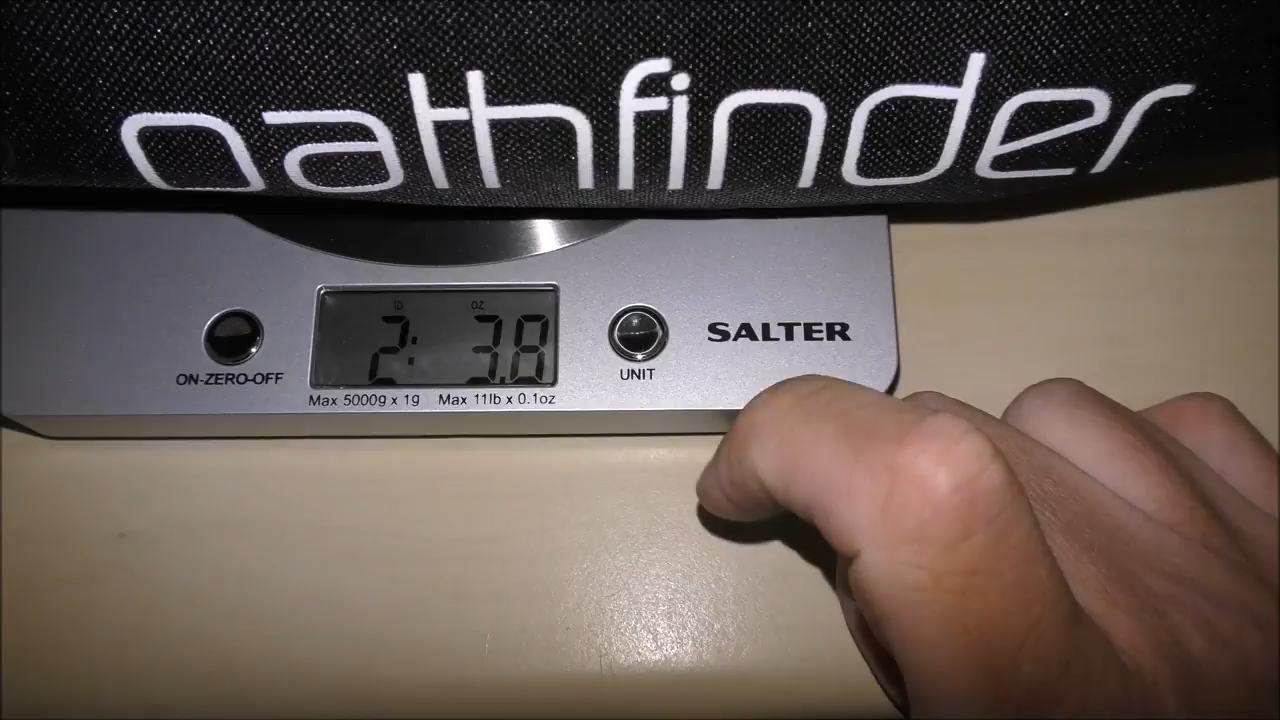 pathfinder
lb oz
2: 3.8
ON-ZERO-OFF
UNIT
SALTER
Max 5000g x 1g Max 11lb x 0.1oz